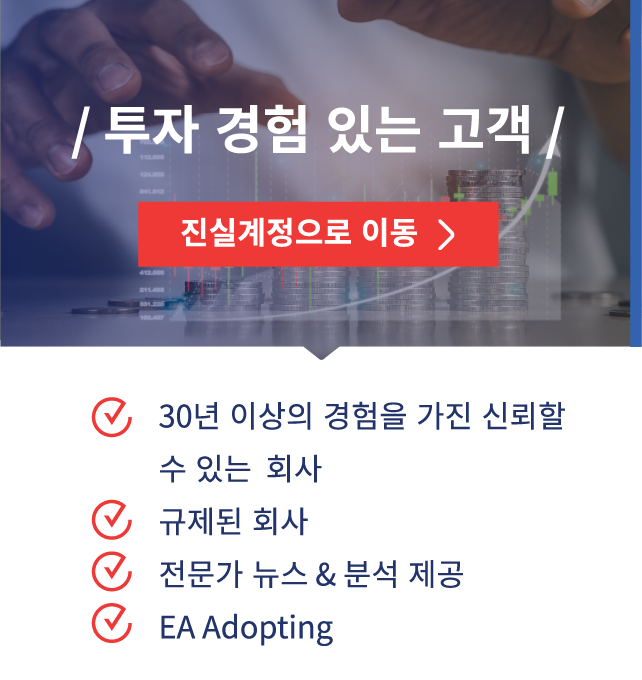 / 투자 경험 있는 고객 /
진실계정으로 이동
30년 이상의 경험을 가진 신뢰할
수 있는 회사
규제된 회사
전문가 뉴스 & 분석 제공
EA Adopting